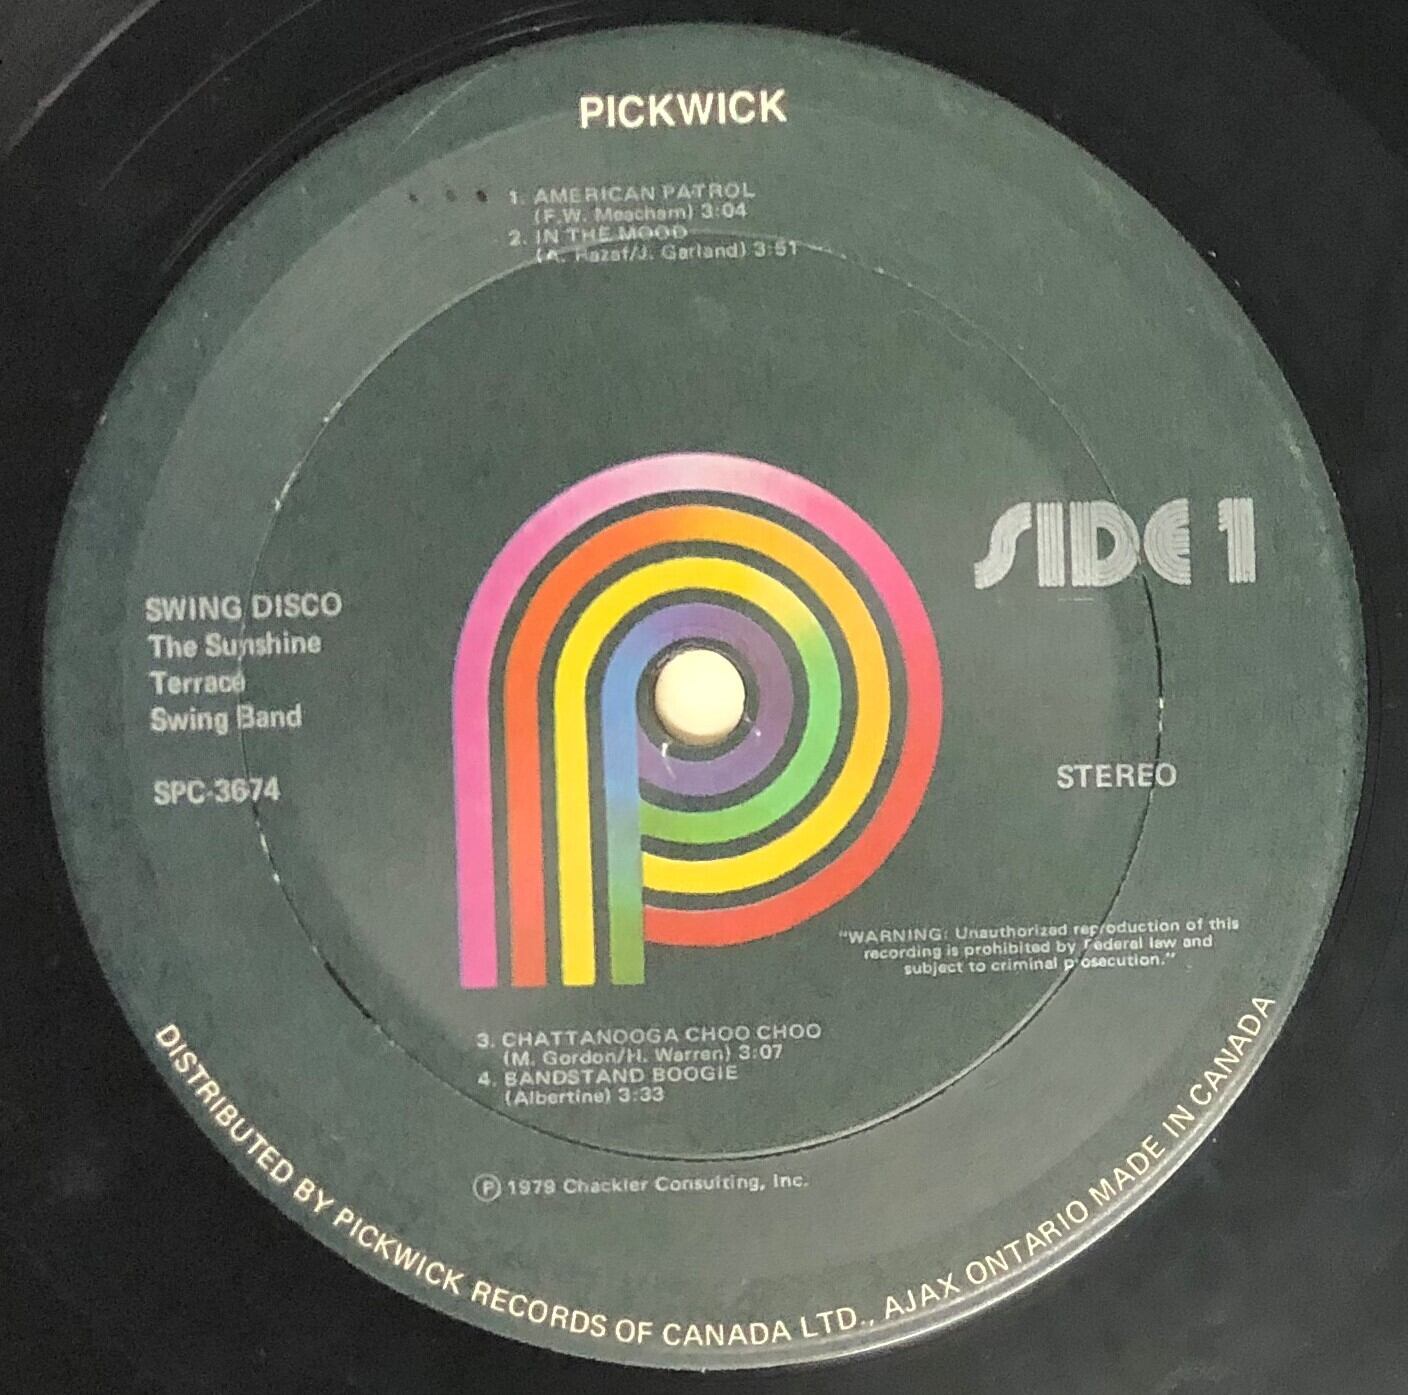 PICKWICK
1. AMERICAN PATROL
(F.W. Meacham) 3:04
2. IN THE MOOD
(A. Razaf/J. Garland) 3:51
SIDE 1
SWING DISCO
The Sunshine
Terrace
Swing Band
SPC-3674
STEREO
"WARNING: Unauthorized reproduction of this
recording is prohibited by Federal law and
subject to criminal prosecution."
3. CHATTANOOGA CHOO CHOO
(M. Gordon/H. Warren) 3:07
4. BANDSTAND BOOGIE
(Albertine) 3:33
Ⓟ 1979 Chackler Consulting, Inc.
DISTRIBUTED BY PICKWICK RECORDS OF CANADA LTD., AJAX ONTARIO MADE IN CANADA